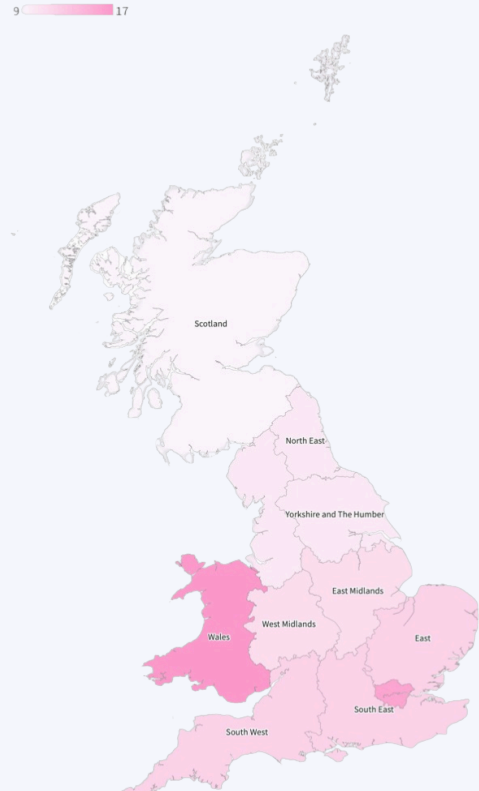 9 17
Scotland
North East
Yorkshire and The Humber
East Midlands
West Midlands
Wales
East
South East
South West